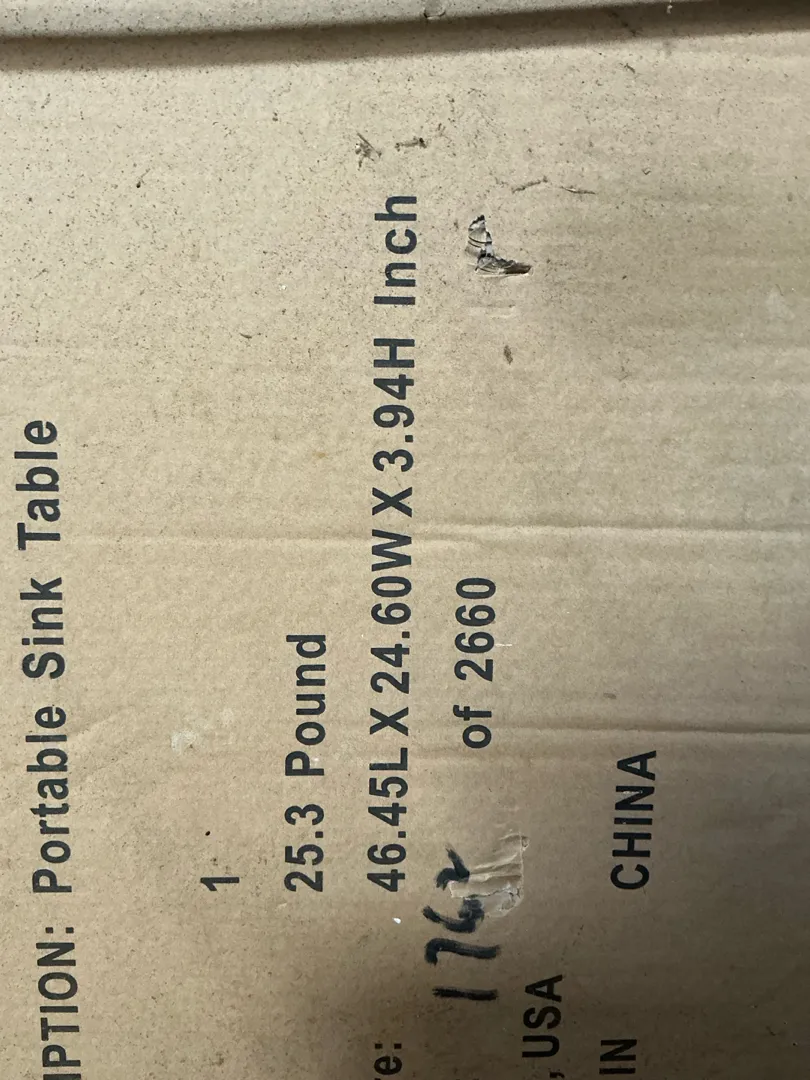 IPTION: Portable Sink Table
1
25.3 Pound
46.45L X 24.60W X 3.94H Inch
of 2660
, USA
IN CHINA